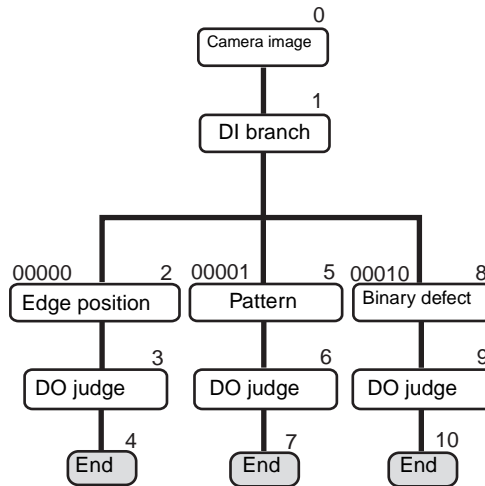 0
Camera image
1
DI branch
00000 2 00001 5 00010 8
Edge position Pattern Binary defect
3 6 9
DO judge DO judge DO judge
4 7 10
End End End